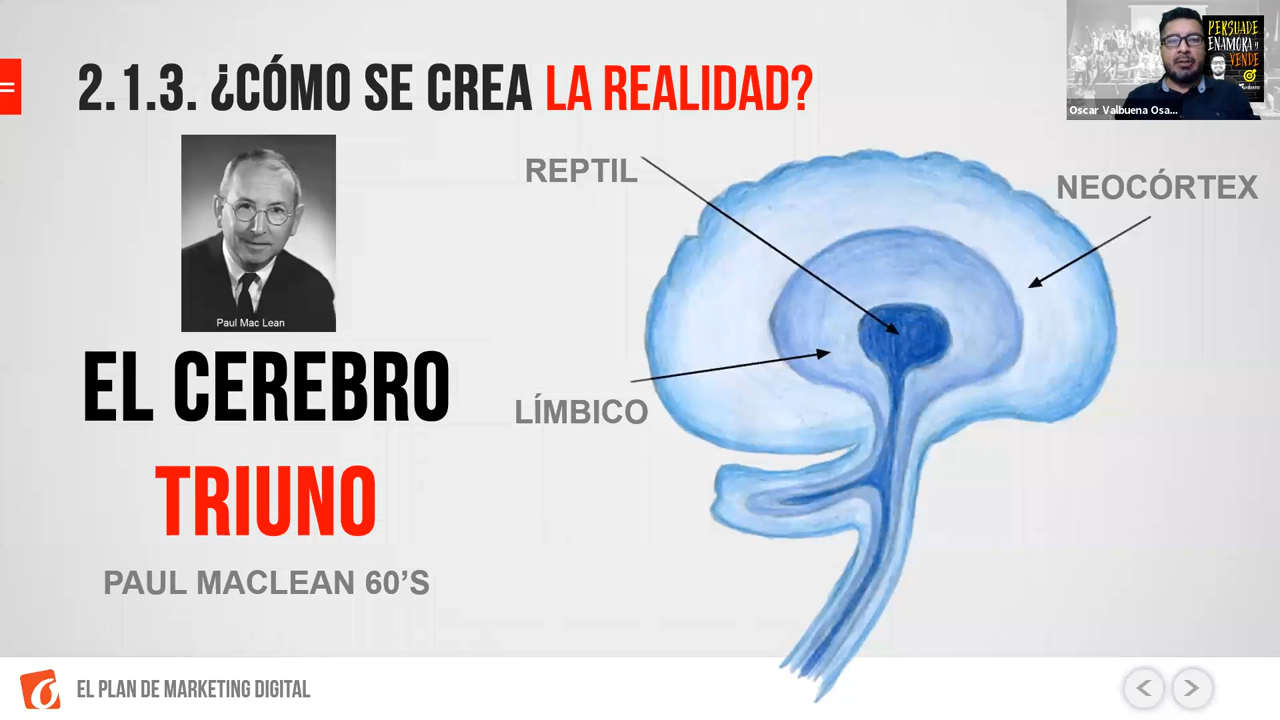 2.1.3. ¿CÓMO SE CREA LA REALIDAD?
PERSUADE
ENAMORA Y
VENDE
Oscar Valbuena Osa...
REPTIL
NEOCÓRTEX
Paul Mac Lean
EL CEREBRO
LÍMBICO
TRIUNO
PAUL MACLEAN 60’S
EL PLAN DE MARKETING DIGITAL